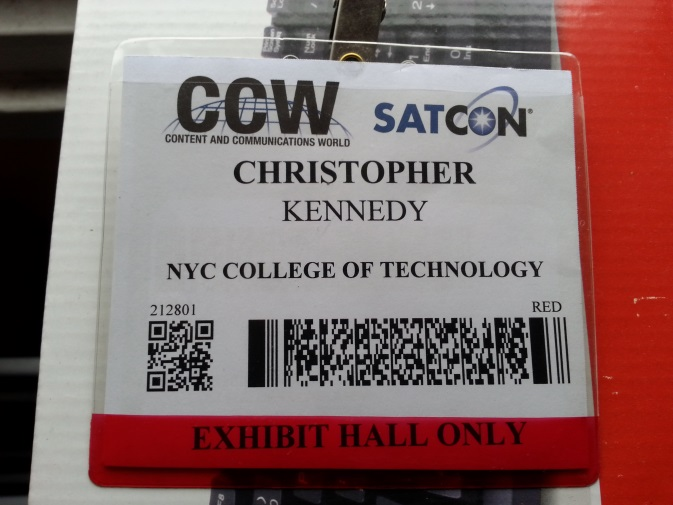 CCW
CONTENT AND COMMUNICATIONS WORLD
SATCON®
CHRISTOPHER
KENNEDY
NYC COLLEGE OF TECHNOLOGY
212801
RED
EXHIBIT HALL ONLY